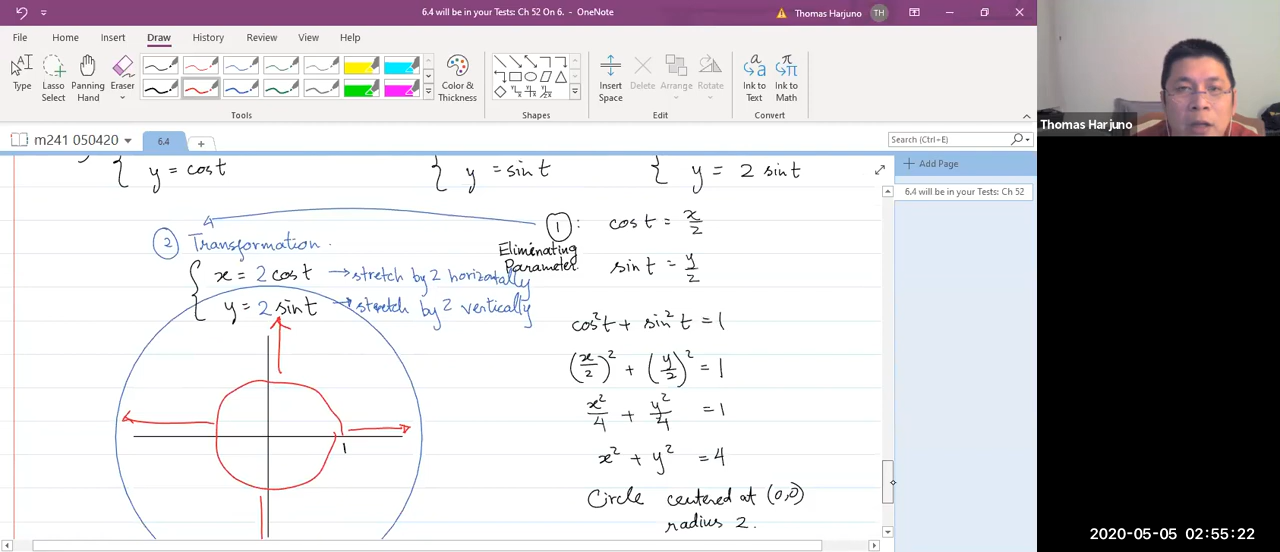 6.4 will be in your Tests: Ch 52 On 6. - OneNote
Thomas Harjuno
TH
File
Home
Insert
Draw
History
Review
View
Help
Type
Lasso Select
Panning Hand
Eraser
Color & Thickness
Insert Space
Delete
Arrange
Rotate
Ink to Text
Ink to Math
Tools
Shapes
Edit
Convert
Thomas Harjuno
m241 050420
6.4
Search (Ctrl+E)
Add Page
6.4 will be in your Tests: Ch 52
y = cos t
y = sin t
y = 2 sin t
② Transformation.
x = 2 cos t → stretch by 2 horizontally
y = 2 sin t → stretch by 2 vertically
1
① :
Eliminating
Parameter
cos t = x/2
sin t = y/2
cos²t + sin²t = 1
(x/2)² + (y/2)² = 1
x²/4 + y²/4 = 1
x² + y² = 4
Circle centered at (0,0)
radius 2.
2020-05-05 02:55:22